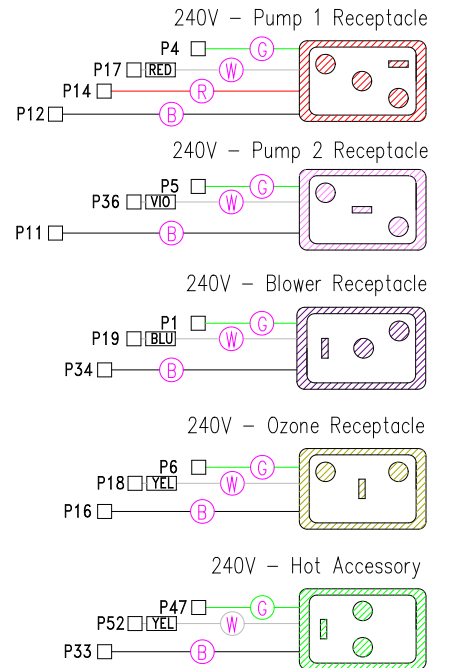 240V - Pump 1 Receptacle
P4 G
P17 RED W
P14 R
P12 B
240V - Pump 2 Receptacle
P5 G
P36 VIO W
P11 B
240V - Blower Receptacle
P1 G
P19 BLU W
P34 B
240V - Ozone Receptacle
P6 G
P18 YEL W
P16 B
240V - Hot Accessory
P47 G
P52 YEL W
P33 B